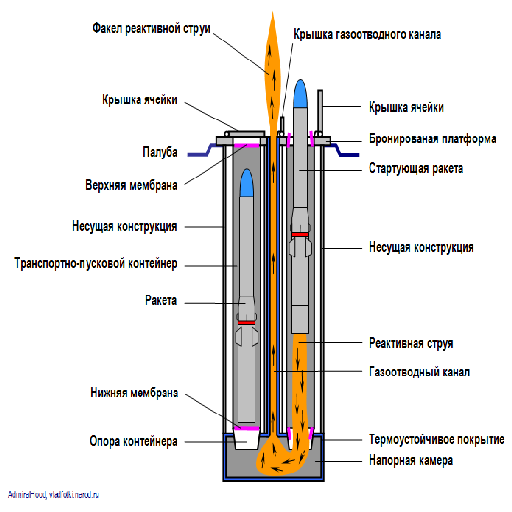 Факел реактивной струи
Крышка газоотводного канала
Крышка ячейки
Крышка ячейки
Бронированая платформа
Палуба
Стартующая ракета
Верхняя мембрана
Несущая конструкция
Несущая конструкция
Транспортно-пусковой контейнер
Ракета
Реактивная струя
Газоотводный канал
Нижняя мембрана
Опора контейнера
Термоустойчивое покрытие
Напорная камера